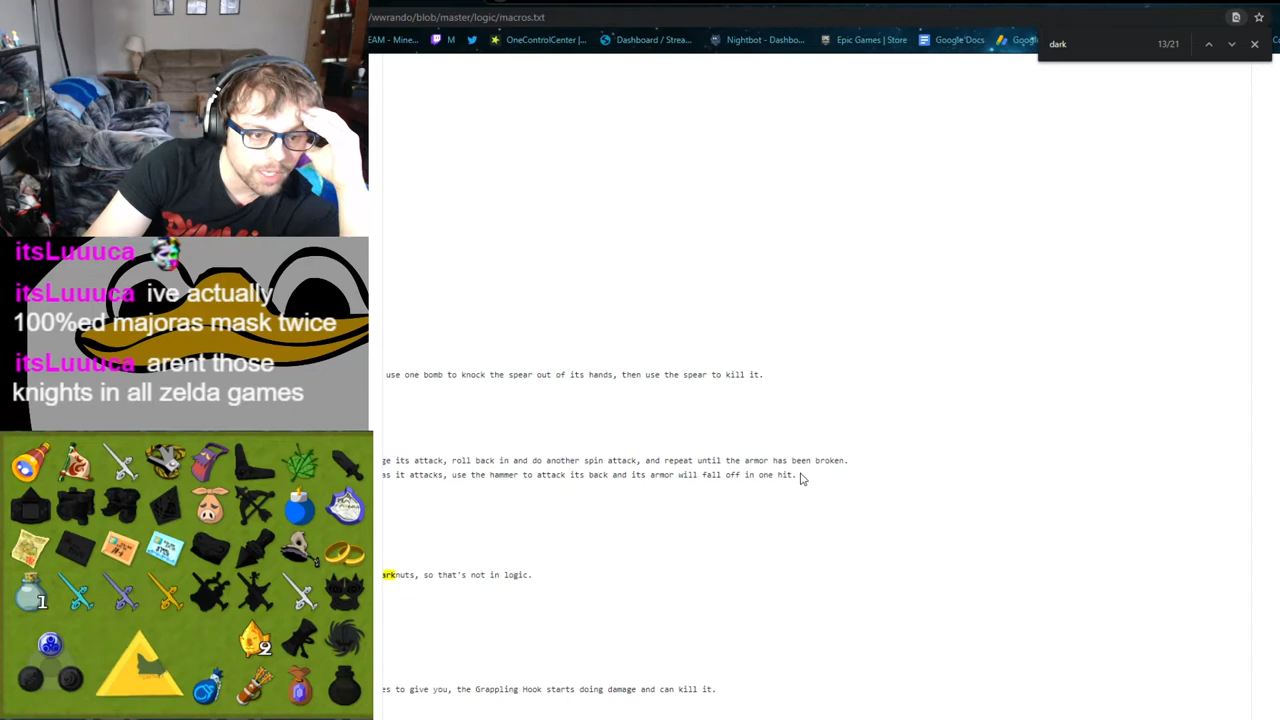 /wwrando/blob/master/logic/macros.txt
EAM - Mine...
M
OneControlCenter |...
Dashboard / Strea...
Nightbot - Dashbo...
Epic Games | Store
Google Docs
Googl
dark
13/21
itsLuuuca
itsLuuuca ive actually
100%ed majoras mask twice
itsLuuuca arent those
knights in all zelda games
use one bomb to knock the spear out of its hands, then use the spear to kill it.
ge its attack, roll back in and do another spin attack, and repeat until the armor has been broken.
as it attacks, use the hammer to attack its back and its armor will fall off in one hit.
arknuts, so that's not in logic.
es to give you, the Grappling Hook starts doing damage and can kill it.
1
2